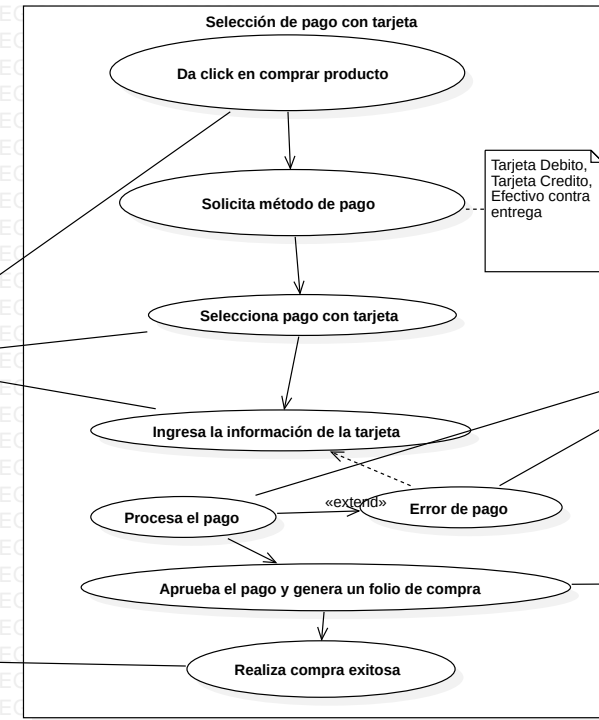 Selección de pago con tarjeta
Da click en comprar producto
Tarjeta Debito,
Tarjeta Credito,
Efectivo contra
entrega
Solicita método de pago
Selecciona pago con tarjeta
Ingresa la información de la tarjeta
«extend»
Error de pago
Procesa el pago
Aprueba el pago y genera un folio de compra
Realiza compra exitosa